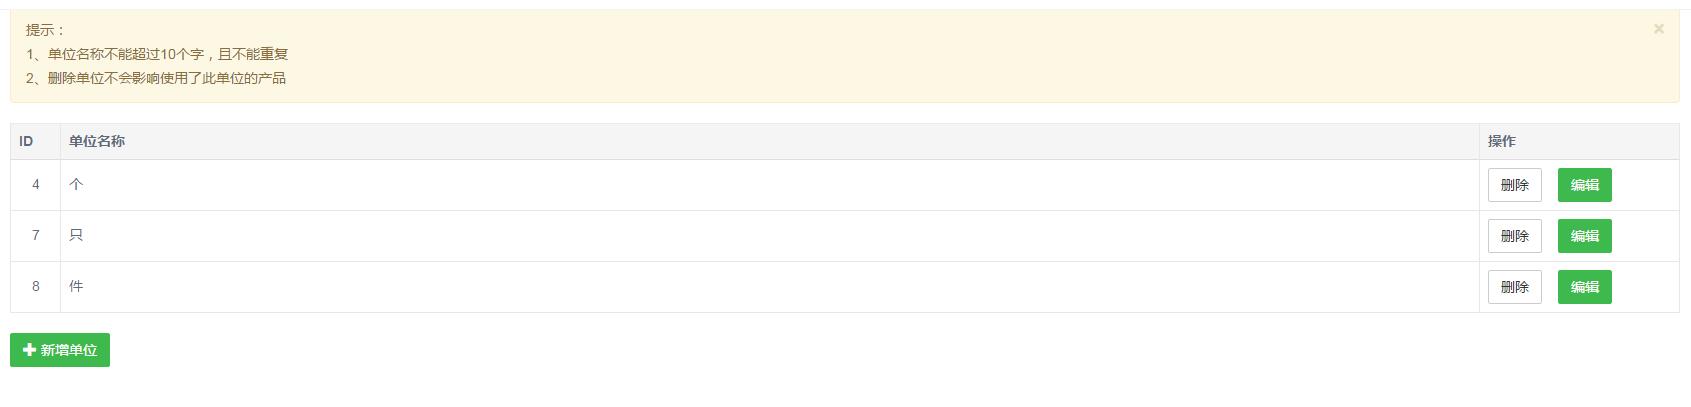 提示：
1、单位名称不能超过10个字，且不能重复
2、删除单位不会影响使用了此单位的产品
ID 单位名称 操作
4 个 删除 编辑
7 只 删除 编辑
8 件 删除 编辑
新增单位